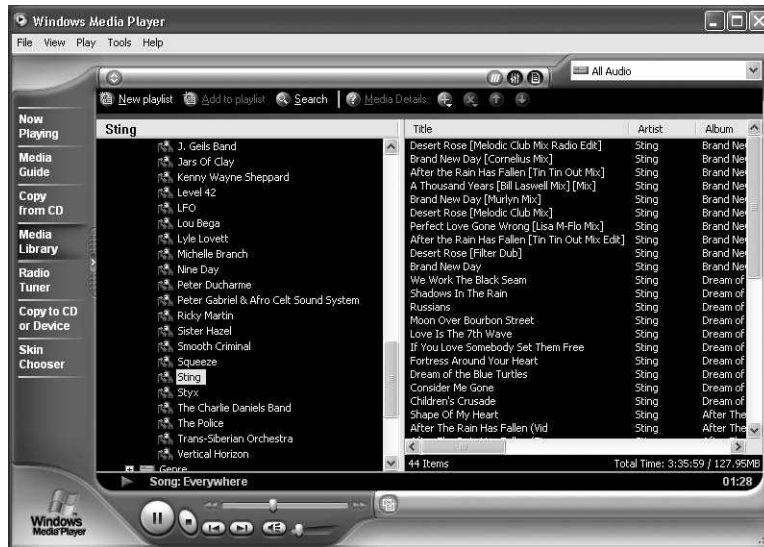 Windows Media Player
File View Play Tools Help
All Audio
New playlist Add to playlist Search Media Details
Now Playing
Media Guide
Copy from CD
Media Library
Radio Tuner
Copy to CD or Device
Skin Chooser
Sting
J. Geils Band
Jars Of Clay
Kenny Wayne Sheppard
Level 42
LFO
Lou Bega
Lyle Lovett
Michelle Branch
Nine Day
Peter Ducharme
Peter Gabriel & Afro Celt Sound System
Ricky Martin
Sister Hazel
Smooth Criminal
Squeeze
Sting
Styx
The Charlie Daniels Band
The Police
Trans-Siberian Orchestra
Vertical Horizon
Genre
Title Artist Album
Desert Rose [Melodic Club Mix Radio Edit] Sting Brand Ne
Brand New Day [Cornelius Mix] Sting Brand Ne
After the Rain Has Fallen [Tin Tin Out Mix] Sting Brand Ne
A Thousand Years [Bill Laswell Mix] [Mix] Sting Brand Ne
Brand New Day [Murlyn Mix] Sting Brand Ne
Desert Rose [Melodic Club Mix] Sting Brand Ne
Perfect Love Gone Wrong [Lisa M-Flo Mix] Sting Brand Ne
After the Rain Has Fallen [Tin Tin Out Mix Edit] Sting Brand Ne
Desert Rose [Filter Dub] Sting Brand Ne
Brand New Day Sting Brand Ne
We Work The Black Seam Sting Dream of
Shadows In The Rain Sting Dream of
Russians Sting Dream of
Moon Over Bourbon Street Sting Dream of
Love Is The 7th Wave Sting Dream of
If You Love Somebody Set Them Free Sting Dream of
Fortress Around Your Heart Sting Dream of
Dream of the Blue Turtles Sting Dream of
Consider Me Gone Sting Dream of
Children's Crusade Sting Dream of
Shape Of My Heart Sting After The
After The Rain Has Fallen (Vid Sting After The
44 Items Total Time: 3:35:59 / 127.95MB
Song: Everywhere 01:28
Windows
Media Player